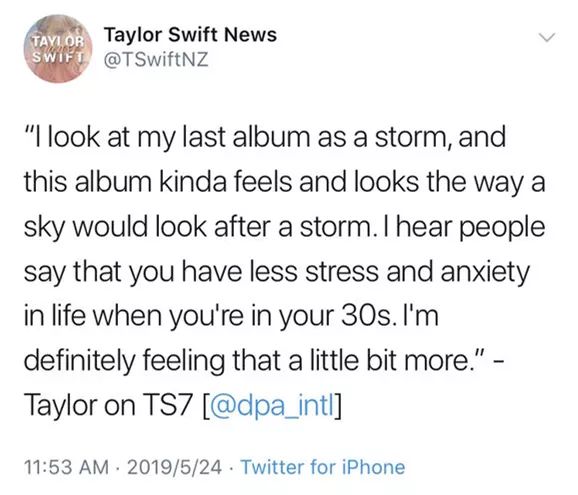 TAYLOR
SWIFT
Taylor Swift News
@TSwiftNZ
“I look at my last album as a storm, and
this album kinda feels and looks the way a
sky would look after a storm. I hear people
say that you have less stress and anxiety
in life when you're in your 30s. I'm
definitely feeling that a little bit more.” -
Taylor on TS7 [@dpa_intl]
11:53 AM · 2019/5/24 · Twitter for iPhone